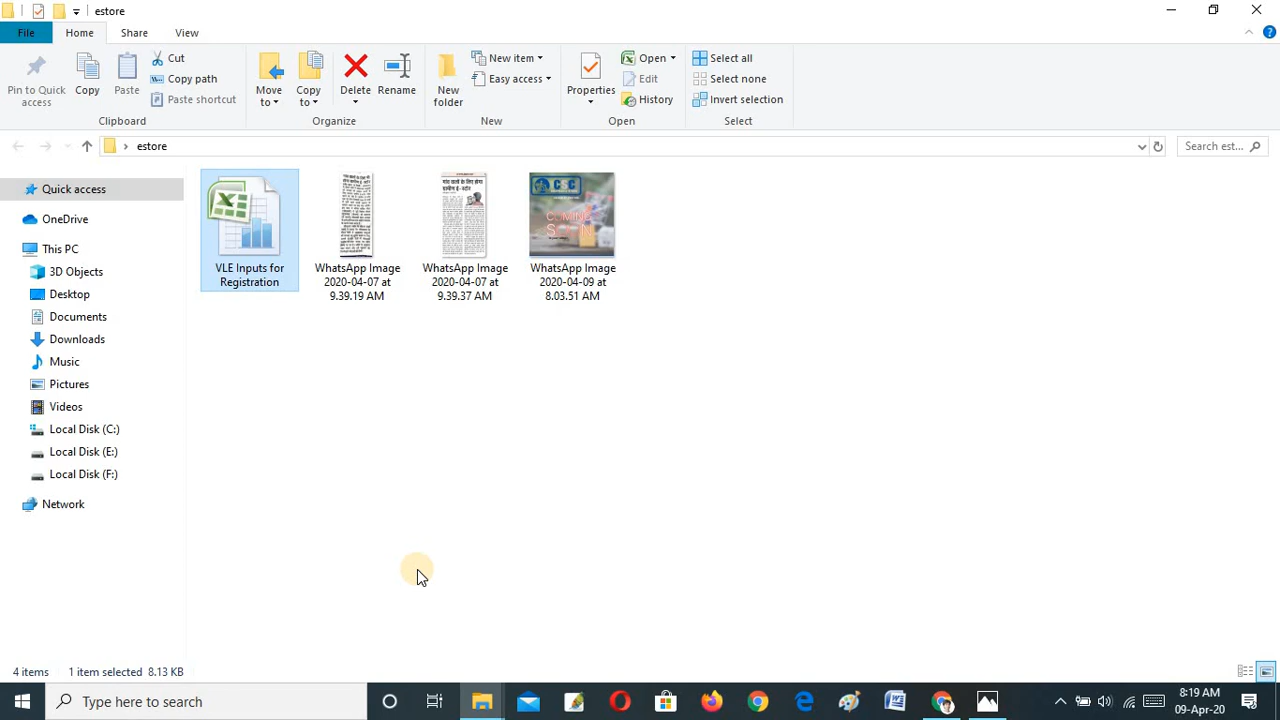 estore
File
Home
Share
View
Pin to Quick access
Copy
Paste
Cut
Copy path
Paste shortcut
Clipboard
Move to
Copy to
Delete
Rename
Organize
New folder
New item
Easy access
New
Properties
Open
Edit
History
Open
Select all
Select none
Invert selection
Select
estore
Search est...
Quick access
OneDrive
This PC
3D Objects
Desktop
Documents
Downloads
Music
Pictures
Videos
Local Disk (C:)
Local Disk (E:)
Local Disk (F:)
Network
CSC
COMING
SOON
VLE Inputs for
Registration
WhatsApp Image
2020-04-07 at
9.39.19 AM
WhatsApp Image
2020-04-07 at
9.39.37 AM
WhatsApp Image
2020-04-09 at
8.03.51 AM
4 items
1 item selected 8.13 KB
Type here to search
8:19 AM
09-Apr-20